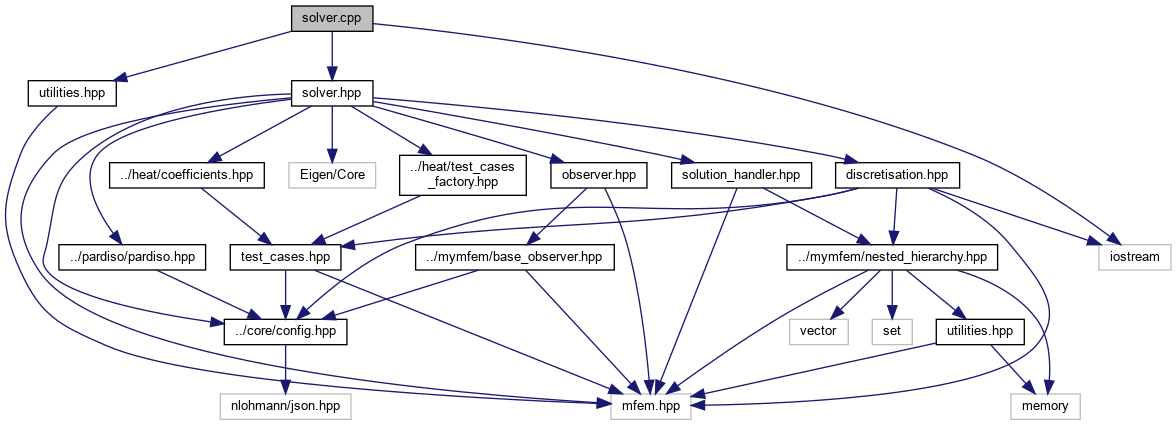 solver.cpp
utilities.hpp
solver.hpp
../heat/coefficients.hpp
Eigen/Core
../heat/test_cases
_factory.hpp
observer.hpp
solution_handler.hpp
discretisation.hpp
../pardiso/pardiso.hpp
test_cases.hpp
../mymfem/base_observer.hpp
../mymfem/nested_hierarchy.hpp
iostream
../core/config.hpp
vector
set
utilities.hpp
nlohmann/json.hpp
mfem.hpp
memory